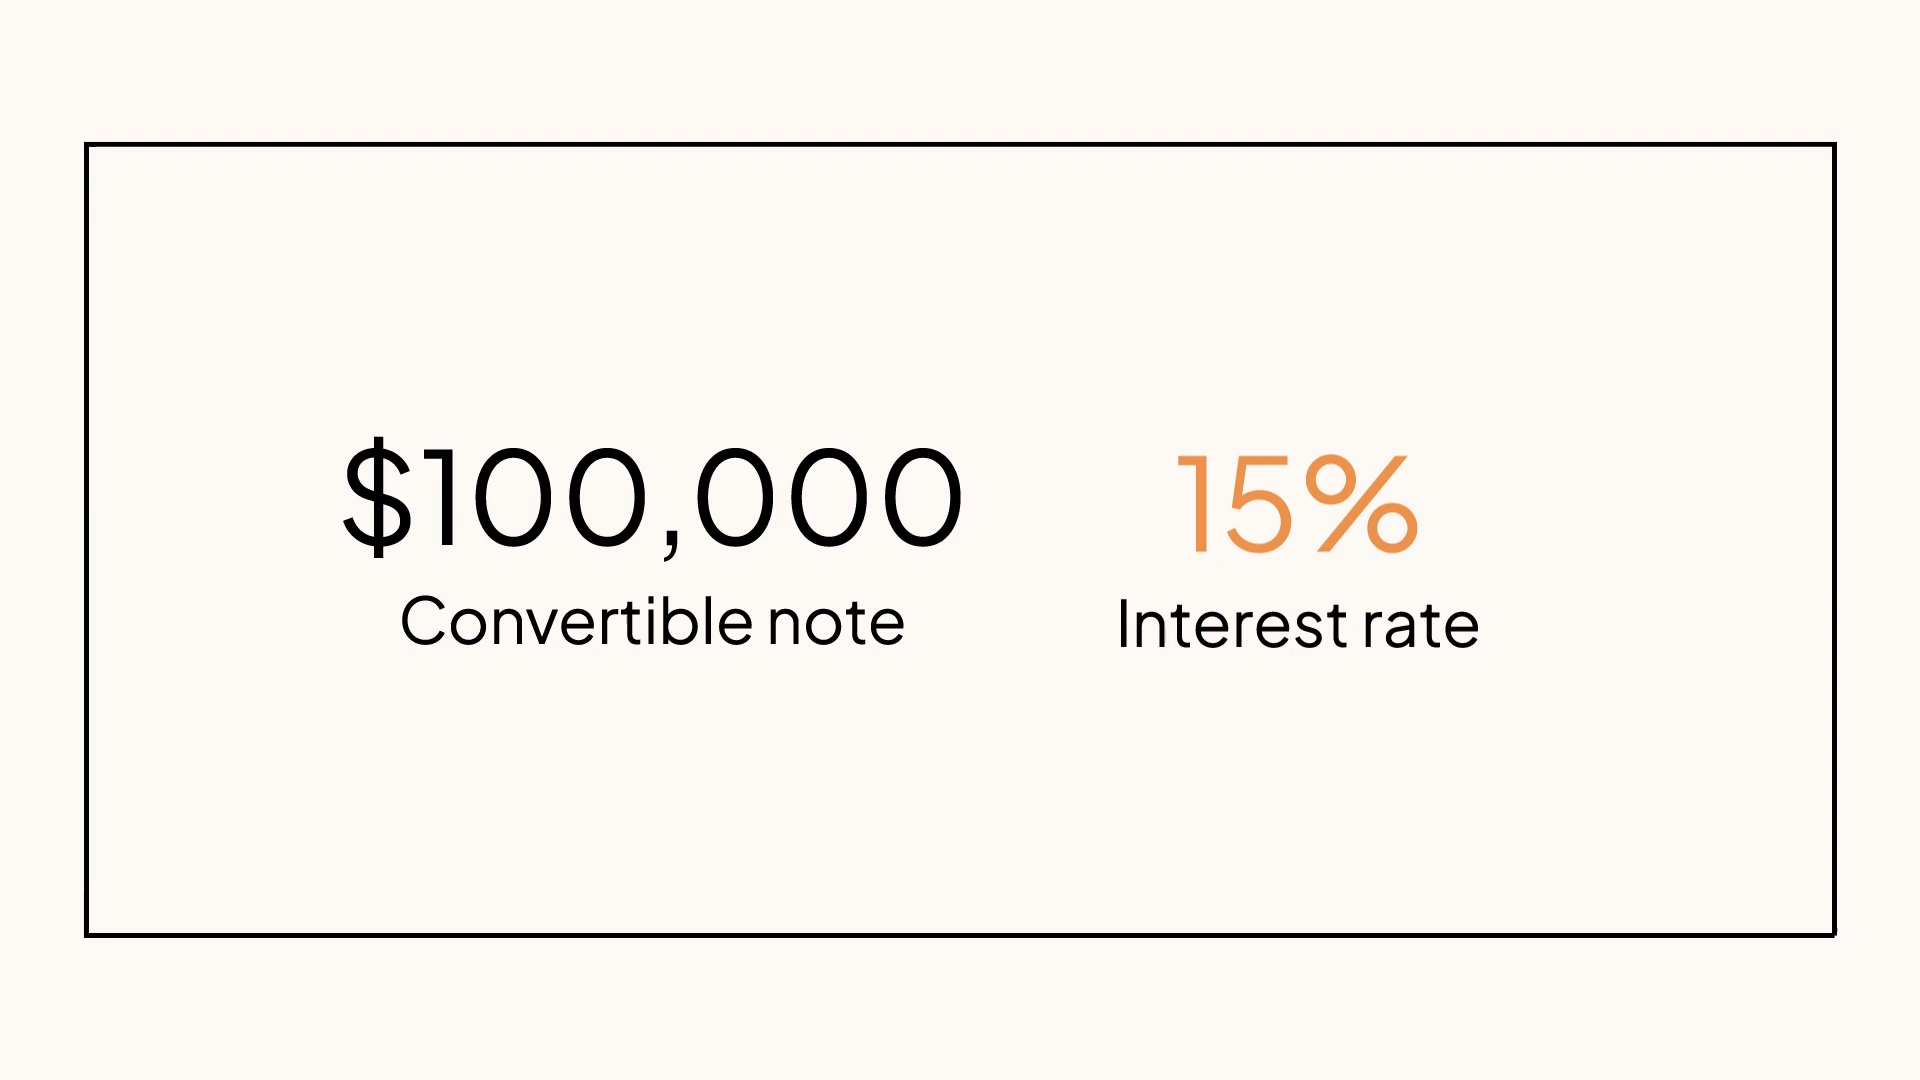 $100,000
Convertible note
15%
Interest rate